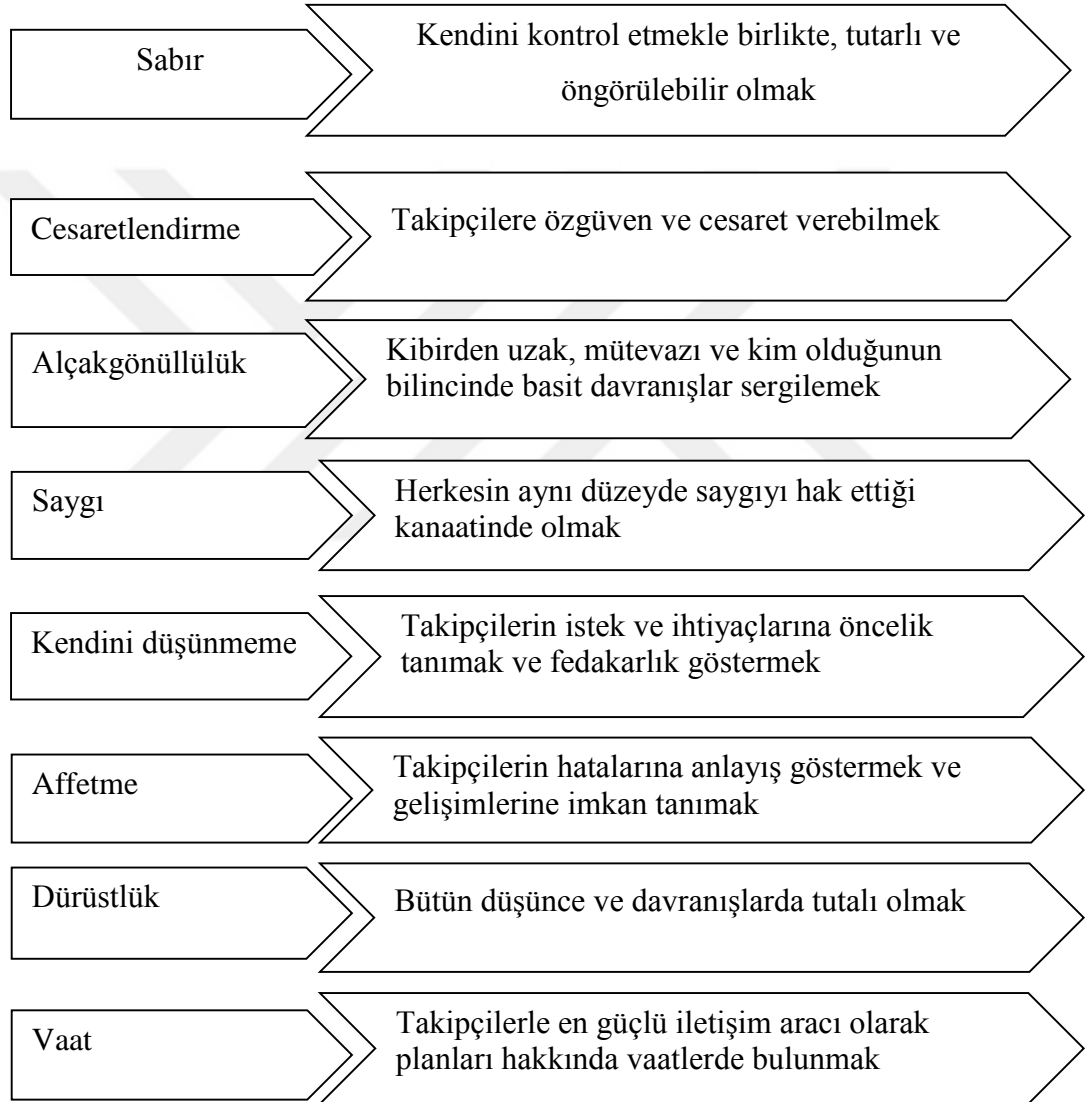 Sabır
Kendini kontrol etmekle birlikte, tutarlı ve
öngörülebilir olmak
Cesaretlendirme
Takipçilere özgüven ve cesaret verebilmek
Alçakgönüllülük
Kibirden uzak, mütevazı ve kim olduğunun
bilincinde basit davranışlar sergilemek
Saygı
Herkesin aynı düzeyde saygıyı hak ettiği
kanaatinde olmak
Kendini düşünmeme
Takipçilerin istek ve ihtiyaçlarına öncelik
tanımak ve fedakarlık göstermek
Affetme
Takipçilerin hatalarına anlayış göstermek ve
gelişimlerine imkan tanımak
Dürüstlük
Bütün düşünce ve davranışlarda tutalı olmak
Vaat
Takipçilerle en güçlü iletişim aracı olarak
planları hakkında vaatlerde bulunmak